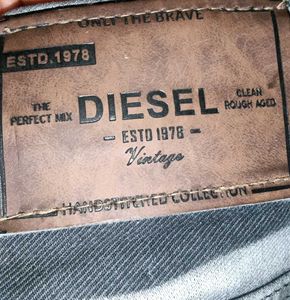 ONLY THE BRAVE
ESTD.1978
THE
PERFECT MIX
DIESEL
CLEAN
ROUGH AGED
- ESTD 1978 -
Vintage
HANDSTITCHED COLLECTION